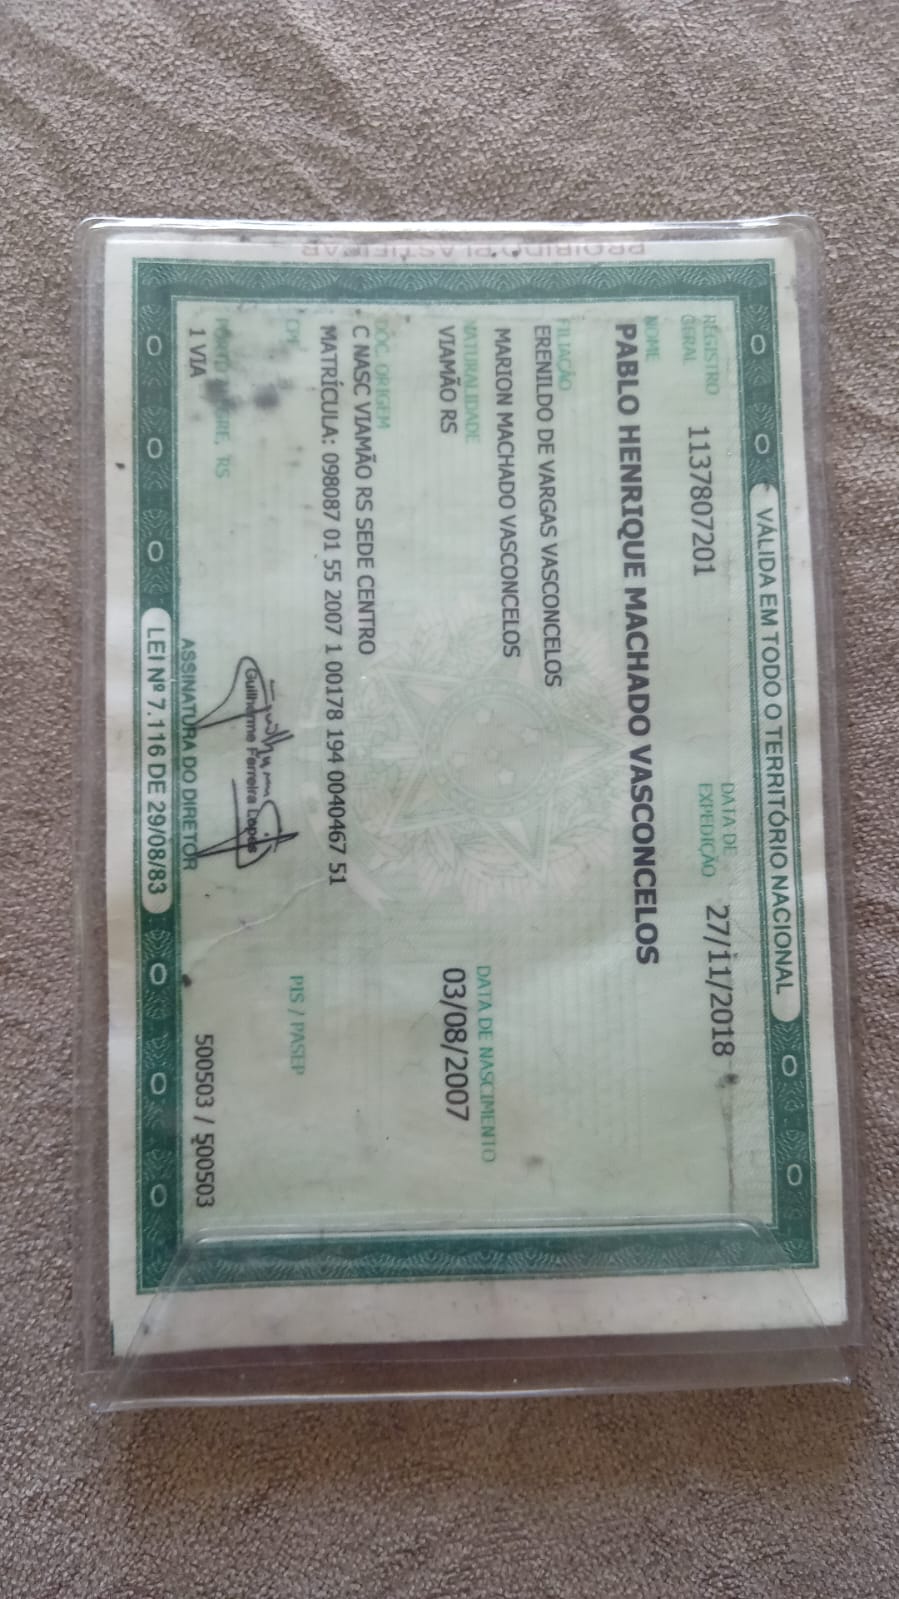 VÁLIDA EM TODO O TERRITÓRIO NACIONAL
REGISTRO GERAL 1137807201 DATA DE EXPEDIÇÃO 27/11/2018
NOME
PABLO HENRIQUE MACHADO VASCONCELOS
FILIAÇÃO
ERENILDO DE VARGAS VASCONCELOS
MARION MACHADO VASCONCELOS
NATURALIDADE DATA DE NASCIMENTO
VIAMÃO RS 03/08/2007
DOC. ORIGEM
C NASC VIAMÃO RS SEDE CENTRO
MATRÍCULA: 098087 01 55 2007 1 00178 194 0040467 51
CPF PIS / PASEP
Guilherme Ferreira Lopes
PORTO ALEGRE, RS
1 VIA 500503 / 500503
ASSINATURA DO DIRETOR
LEI Nº 7.116 DE 29/08/83
PROIBIDO PLASTIFICAR